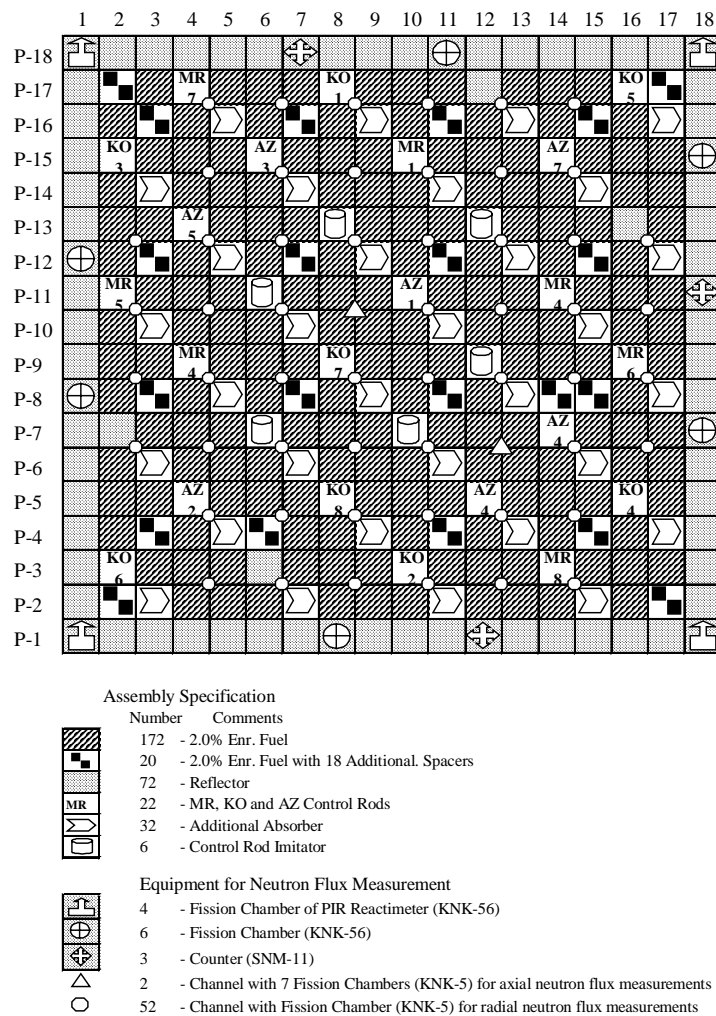 1 2 3 4 5 6 7 8 9 10 11 12 13 14 15 16 17 18
P-18
P-17 MR 7 KO 1 KO 5
P-16
P-15 KO 3 AZ 3 MR 1 AZ 7
P-14
P-13 AZ 5
P-12
P-11 MR 5 AZ 1 MR 4
P-10
P-9 MR 4 KO 7 MR 6
P-8
P-7 AZ 4
P-6
P-5 AZ 2 KO 8 AZ 4 KO 4
P-4
P-3 KO 6 KO 2 MR 8
P-2
P-1
Assembly Specification
Number Comments
172 - 2.0% Enr. Fuel
20 - 2.0% Enr. Fuel with 18 Additional. Spacers
72 - Reflector
MR 22 - MR, KO and AZ Control Rods
32 - Additional Absorber
6 - Control Rod Imitator
Equipment for Neutron Flux Measurement
4 - Fission Chamber of PIR Reactimeter (KNK-56)
6 - Fission Chamber (KNK-56)
3 - Counter (SNM-11)
2 - Channel with 7 Fission Chambers (KNK-5) for axial neutron flux measurements
52 - Channel with Fission Chamber (KNK-5) for radial neutron flux measurements